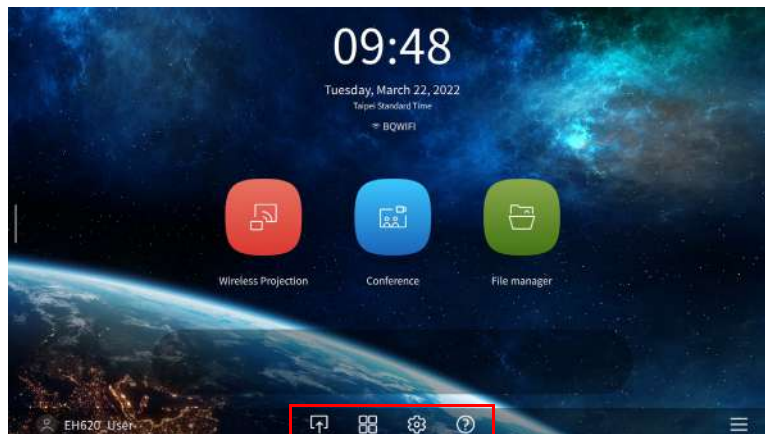 09:48
Tuesday, March 22, 2022
Taipei Standard Time
BQWIFI
Wireless Projection
Conference
File manager
EH620_User